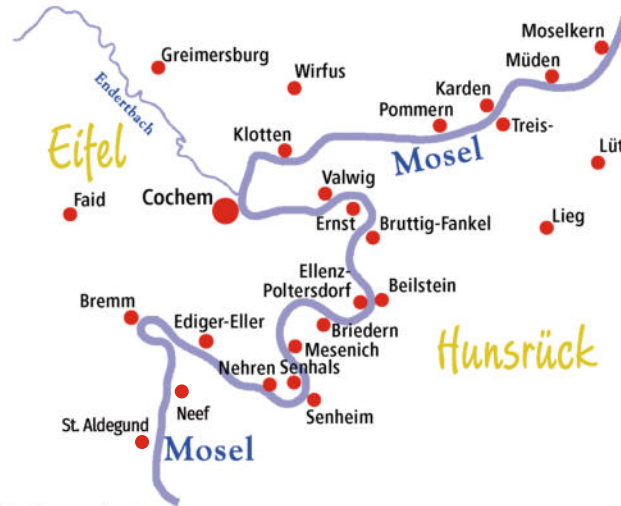 Moselkern
Greimersburg
Müden
Wirfus
Enderbach
Karden
Pommern
Treis-
Klotten
Eifel
Mosel
Lüt
Valwig
Cochem
Faid
Ernst
Bruttig-Fankel
Lieg
Ellenz-
Poltersdorf
Beilstein
Bremm
Ediger-Eller
Briedern
Hunsrück
Mesenich
Nehren
Senhals
Neef
Senheim
St. Aldegund
Mosel